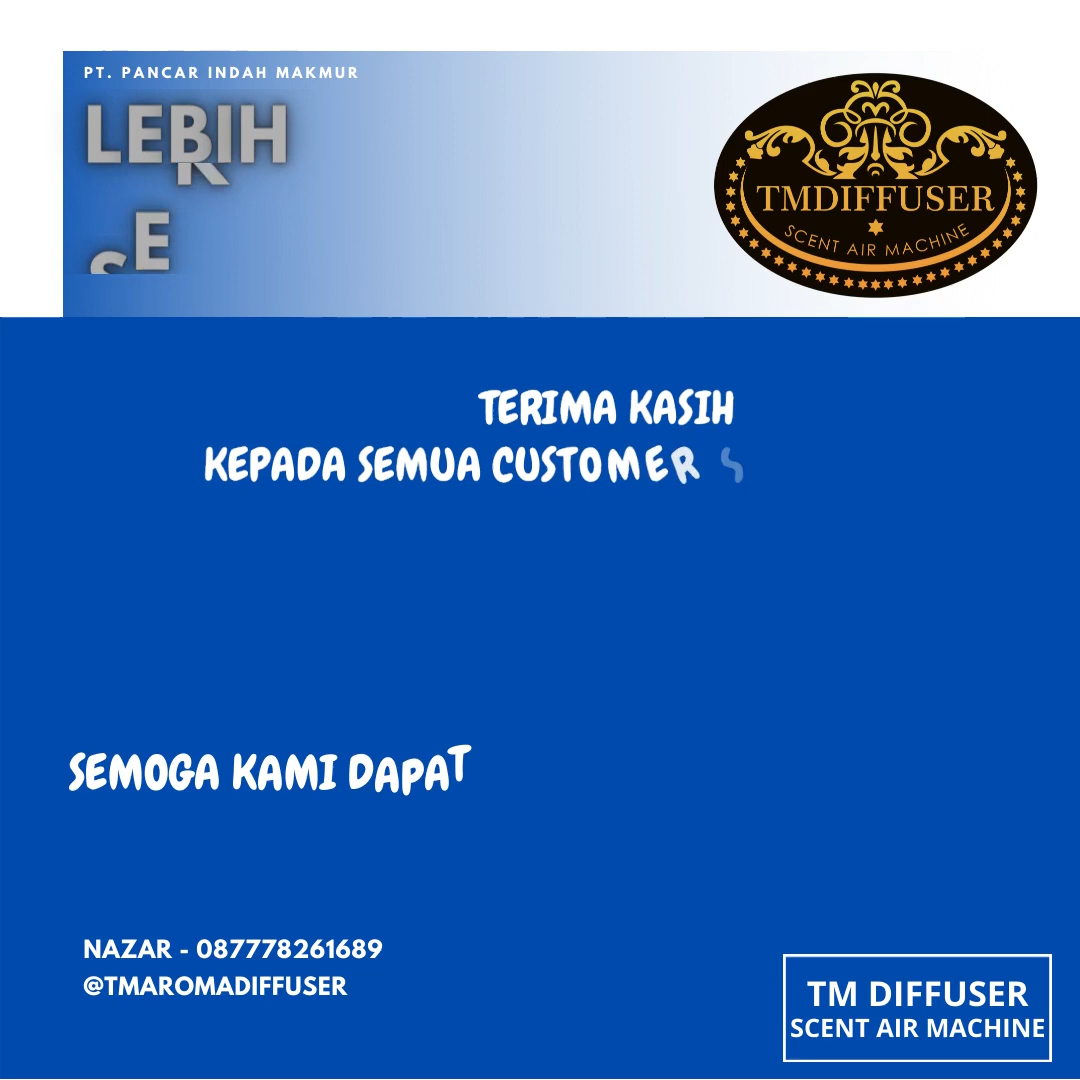 PT. PANCAR INDAH MAKMUR
LEBIH
TMDIFFUSER
SCENT AIR MACHINE
TERIMA KASIH
KEPADA SEMUA CUSTOMER
SEMOGA KAMI DAPAT
NAZAR - 087778261689
@TMAROMADIFFUSER
TM DIFFUSER
SCENT AIR MACHINE